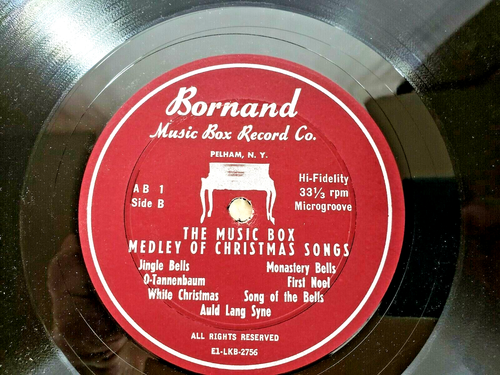 Bornand
Music Box Record Co.
PELHAM, N. Y.
AB 1
Side B
Hi-Fidelity
33⅓ rpm
Microgroove
THE MUSIC BOX
MEDLEY OF CHRISTMAS SONGS
Jingle Bells Monastery Bells
O-Tannenbaum First Noel
White Christmas Song of the Bells
Auld Lang Syne
ALL RIGHTS RESERVED
E1-LKB-2756